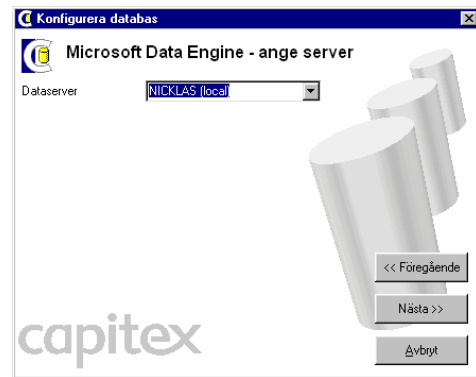 Konfigurera databas
Microsoft Data Engine - ange server
Dataserver
NICKLAS (local)
<< Föregående
Nästa >>
Avbryt
capitex